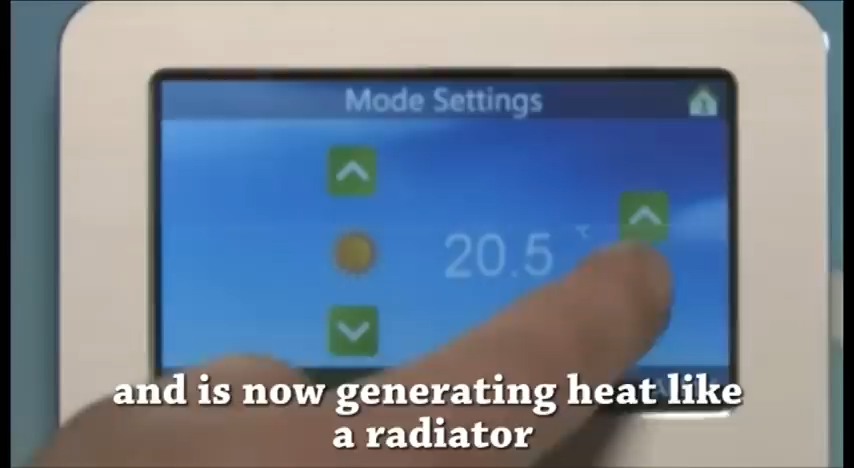 Mode Settings
20.5 °C
and is now generating heat like
a radiator